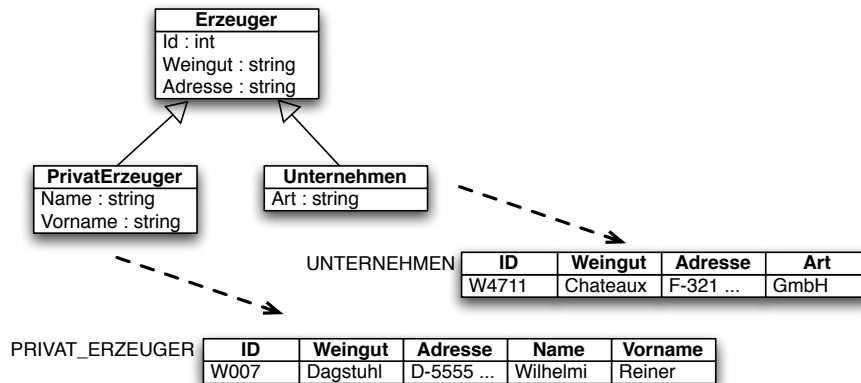 Erzeuger
Id : int
Weingut : string
Adresse : string
PrivatErzeuger
Name : string
Vorname : string
Unternehmen
Art : string
UNTERNEHMEN ID Weingut Adresse Art
W4711 Chateaux F-321 ... GmbH
PRIVAT_ERZEUGER ID Weingut Adresse Name Vorname
W007 Dagstuhl D-5555 ... Wilhelmi Reiner